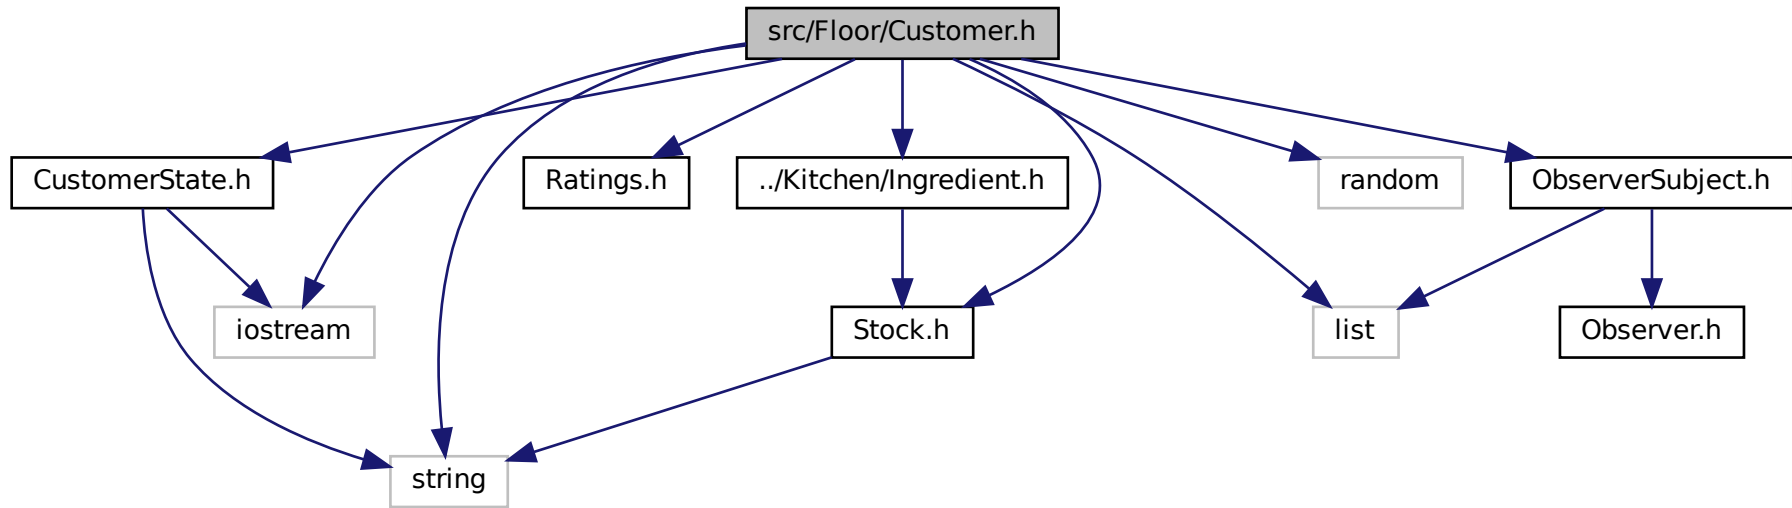 src/Floor/Customer.h
CustomerState.h
Ratings.h
../Kitchen/Ingredient.h
random
ObserverSubject.h
iostream
Stock.h
list
Observer.h
string